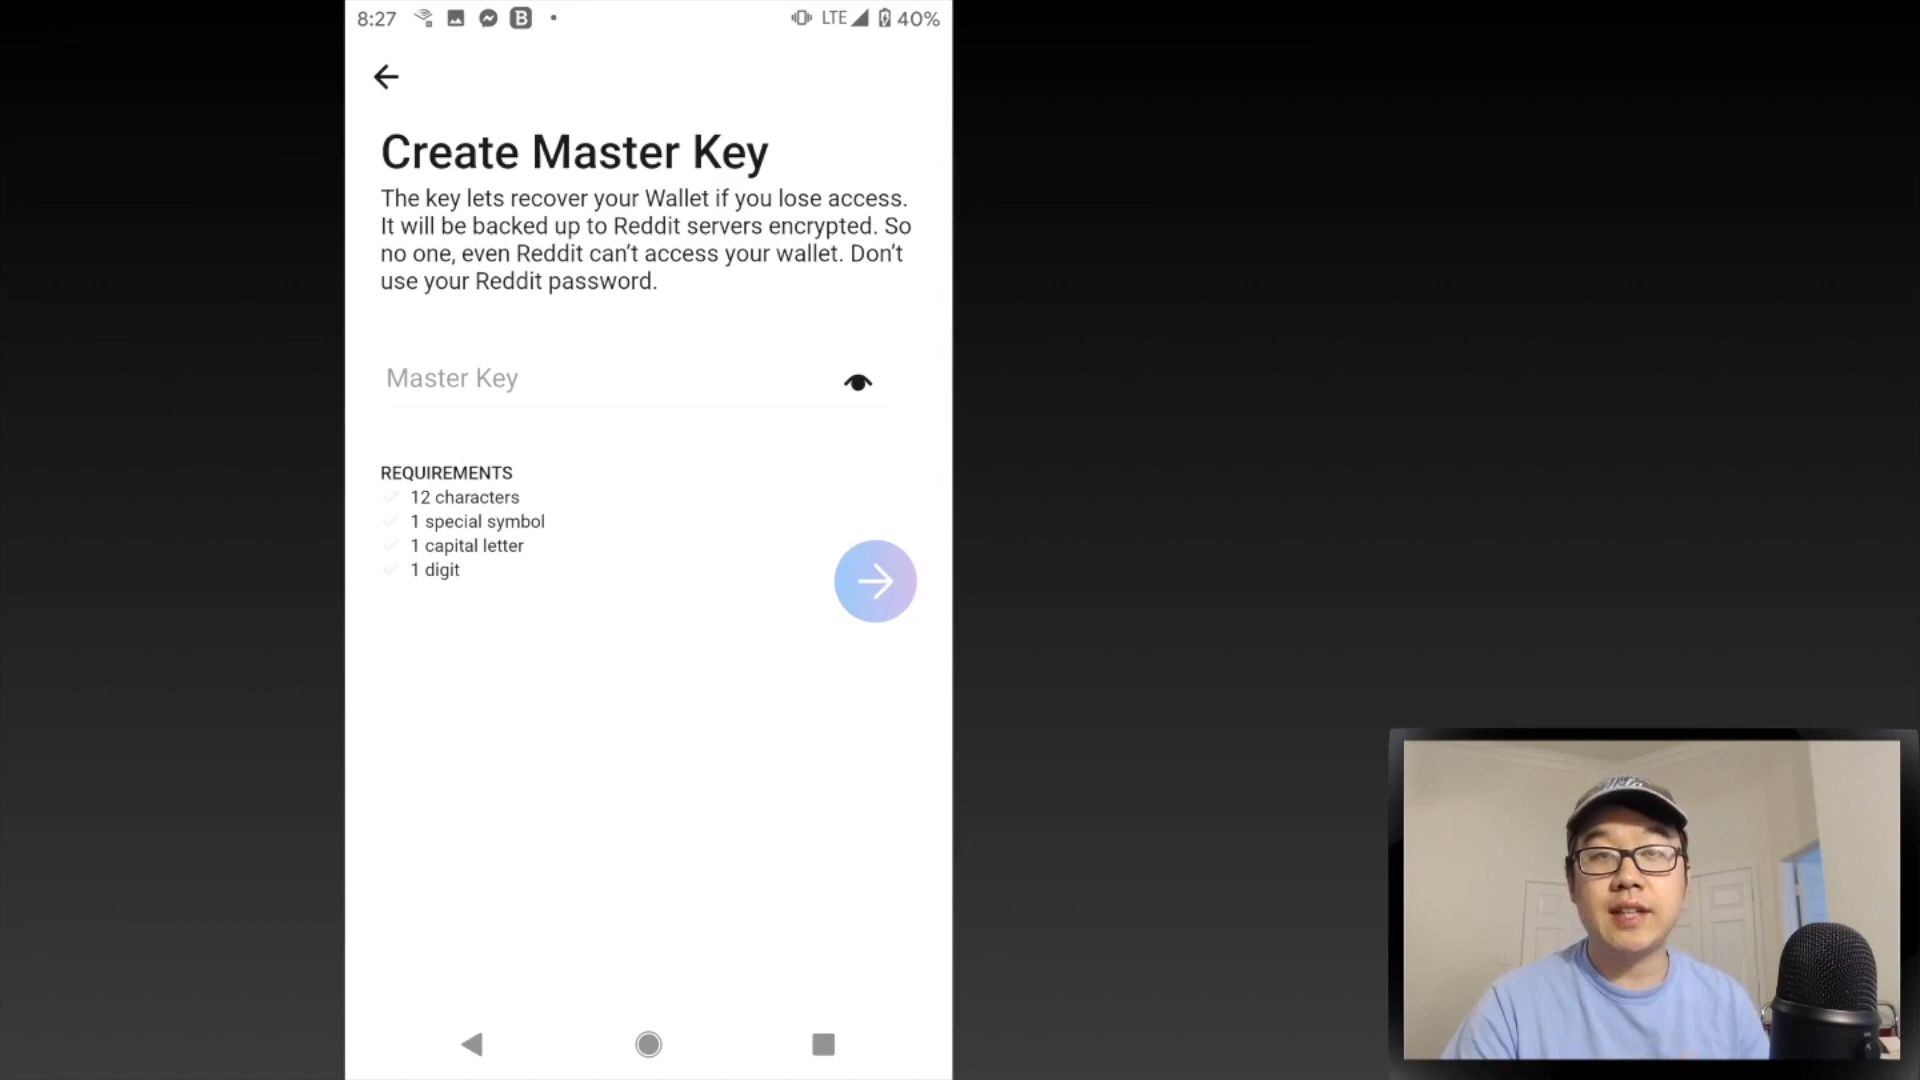 8:27
B
LTE
40%
Create Master Key
The key lets recover your Wallet if you lose access.
It will be backed up to Reddit servers encrypted. So
no one, even Reddit can’t access your wallet. Don’t
use your Reddit password.
Master Key
REQUIREMENTS
12 characters
1 special symbol
1 capital letter
1 digit